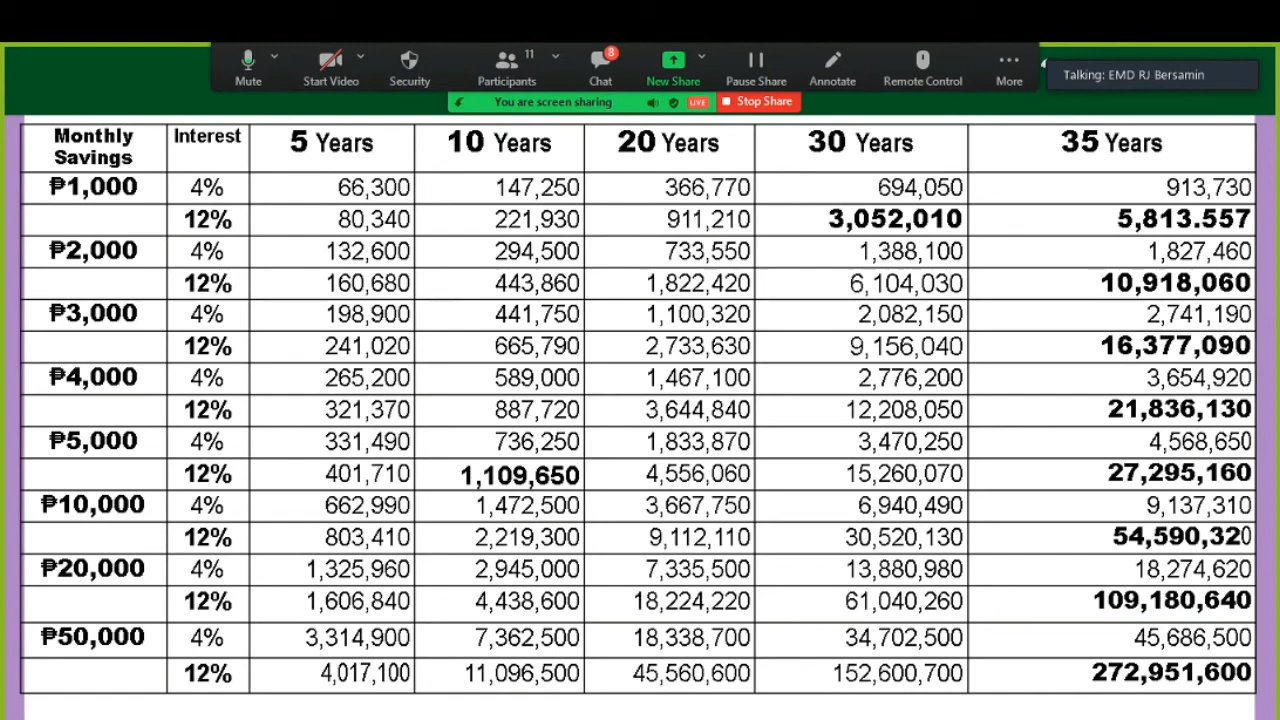 11
8
Mute Start Video Security Participants Chat New Share Pause Share Annotate Remote Control More
Talking: EMD RJ Bersamin
You are screen sharing LIVE Stop Share
Monthly Savings Interest 5 Years 10 Years 20 Years 30 Years 35 Years
₱1,000 4% 66,300 147,250 366,770 694,050 913,730
12% 80,340 221,930 911,210 3,052,010 5,813.557
₱2,000 4% 132,600 294,500 733,550 1,388,100 1,827,460
12% 160,680 443,860 1,822,420 6,104,030 10,918,060
₱3,000 4% 198,900 441,750 1,100,320 2,082,150 2,741,190
12% 241,020 665,790 2,733,630 9,156,040 16,377,090
₱4,000 4% 265,200 589,000 1,467,100 2,776,200 3,654,920
12% 321,370 887,720 3,644,840 12,208,050 21,836,130
₱5,000 4% 331,490 736,250 1,833,870 3,470,250 4,568,650
12% 401,710 1,109,650 4,556,060 15,260,070 27,295,160
₱10,000 4% 662,990 1,472,500 3,667,750 6,940,490 9,137,310
12% 803,410 2,219,300 9,112,110 30,520,130 54,590,320
₱20,000 4% 1,325,960 2,945,000 7,335,500 13,880,980 18,274,620
12% 1,606,840 4,438,600 18,224,220 61,040,260 109,180,640
₱50,000 4% 3,314,900 7,362,500 18,338,700 34,702,500 45,686,500
12% 4,017,100 11,096,500 45,560,600 152,600,700 272,951,600